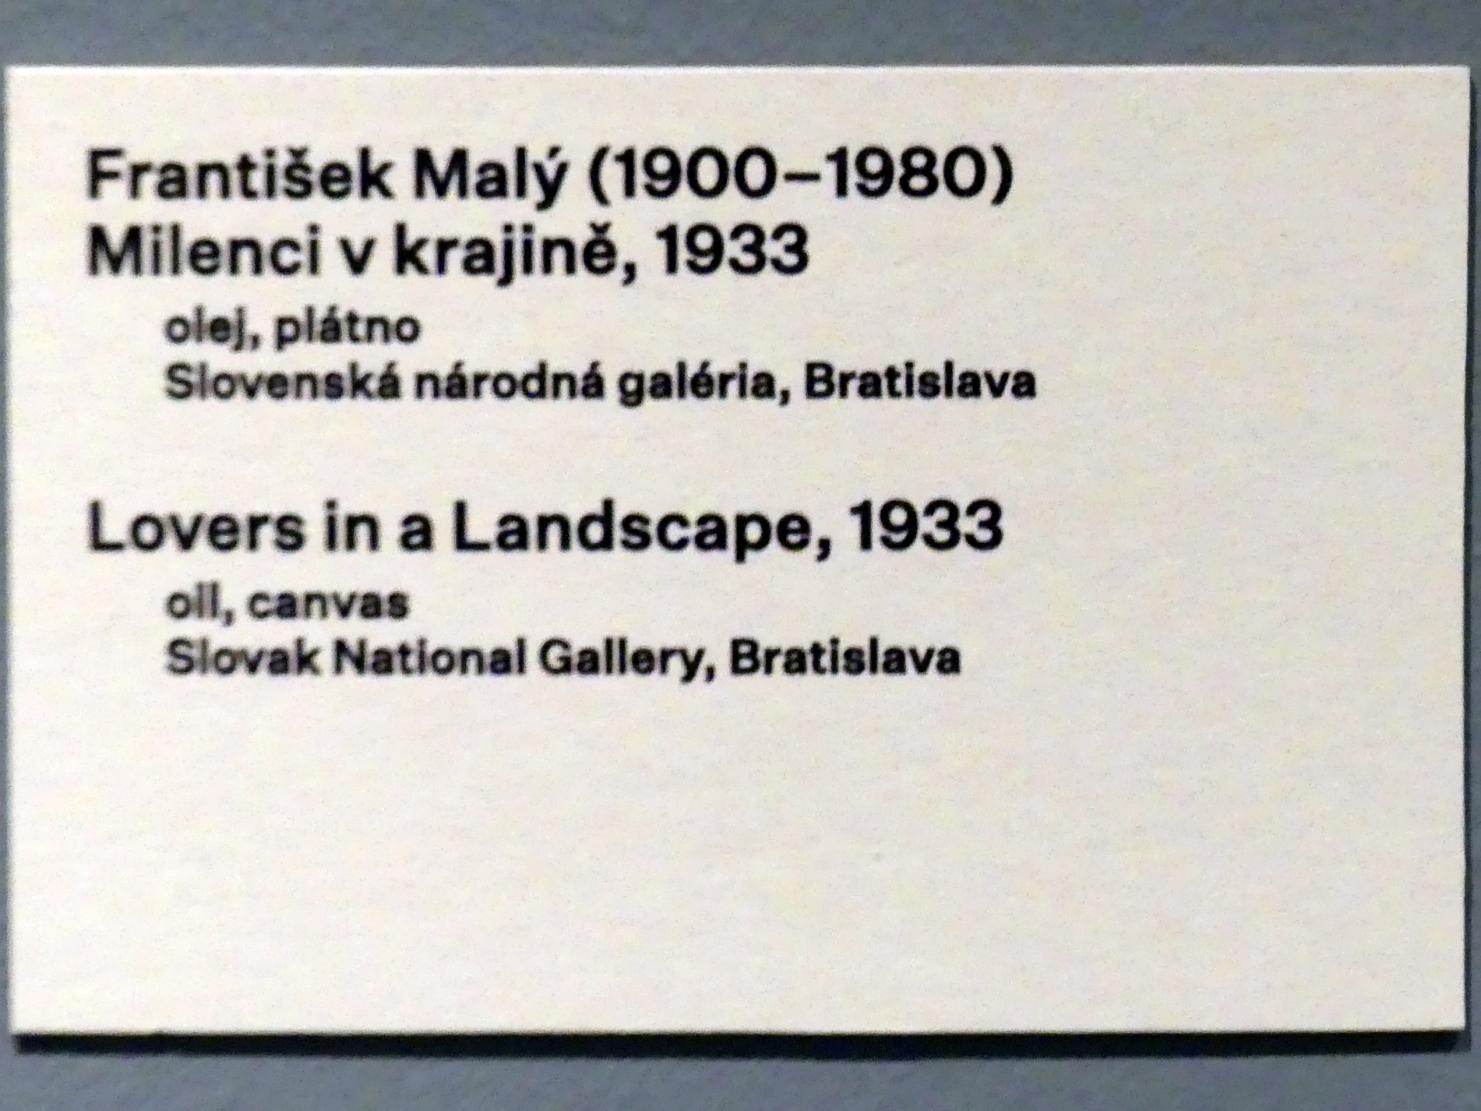 František Malý (1900–1980)
Milenci v krajině, 1933
olej, plátno
Slovenská národná galéria, Bratislava
Lovers in a Landscape, 1933
oil, canvas
Slovak National Gallery, Bratislava